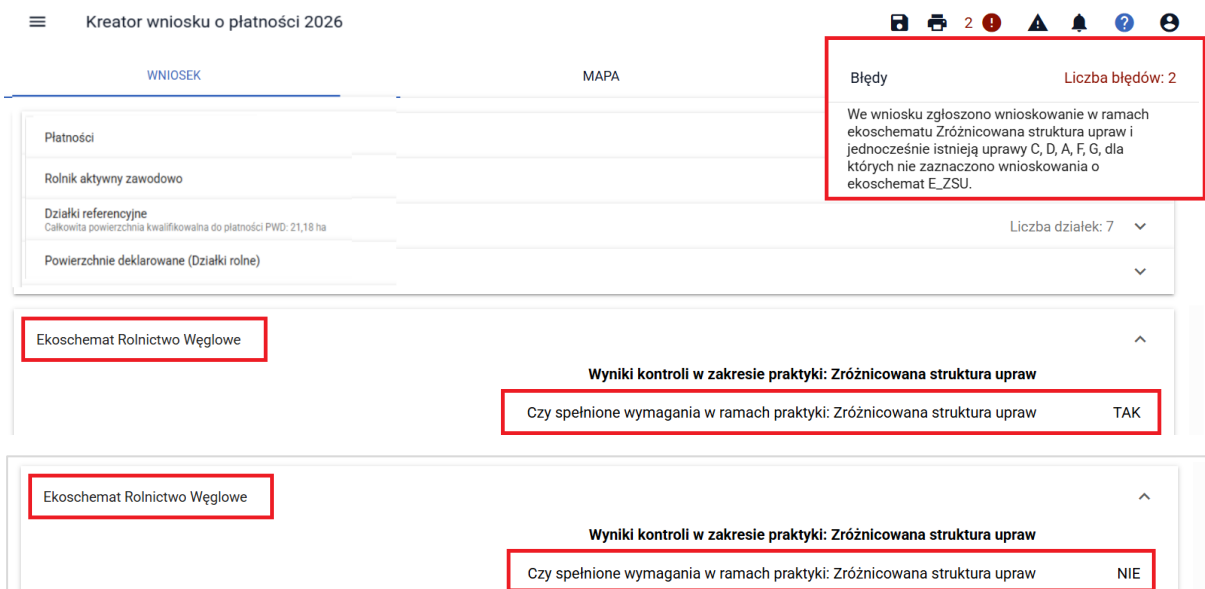 Kreator wniosku o płatności 2026
2
WNIOSEK
MAPA
Błędy
Liczba błędów: 2
We wniosku zgłoszono wnioskowanie w ramach
ekoschematu Zróżnicowana struktura upraw i
jednocześnie istnieją uprawy C, D, A, F, G, dla
których nie zaznaczono wnioskowania o
ekoschemat E_ZSU.
Płatności
Rolnik aktywny zawodowo
Działki referencyjne
Całkowita powierzchnia kwalifikowalna do płatności PWD: 21,18 ha
Liczba działek: 7
Powierzchnie deklarowane (Działki rolne)
Ekoschemat Rolnictwo Węglowe
Wyniki kontroli w zakresie praktyki: Zróżnicowana struktura upraw
Czy spełnione wymagania w ramach praktyki: Zróżnicowana struktura upraw TAK
Ekoschemat Rolnictwo Węglowe
Wyniki kontroli w zakresie praktyki: Zróżnicowana struktura upraw
Czy spełnione wymagania w ramach praktyki: Zróżnicowana struktura upraw NIE